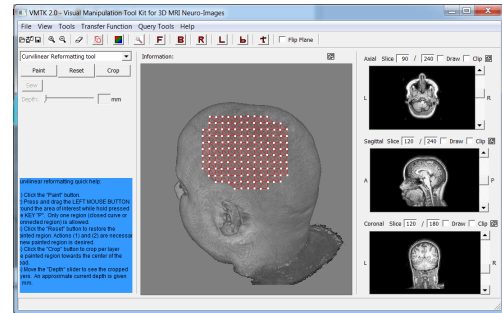 VMTK 2.0 - Visual Manipulation Tool Kit for 3D MRI Neuro-Images
File View Tools Transfer Function Query Tools Help
F B R L b t Flip Plane
Curvilinear Reformatting tool
Paint Reset Crop
Sew
Depth: mm
urvilinear reformatting quick help:
) Click the "Paint" button.
) Press and drag the LEFT MOUSE BUTTON
round the area of interest while hold pressed
e KEY "P". Only one region (closed curve or
onnected region) is allowed.
) Click the "Reset" button to restore the
ainted region. Actions (1) and (2) are necessa
new painted region is desired.
) Click the "Crop" button to crop per layer
e painted region towards the center of the
ead.
) Move the "Depth" slider to see the cropped
yers. An approximate current depth is given
mm.
Information:
Axial Slice 90 / 240 Draw Clip
L R
Segittal Slice 120 / 240 Draw Clip
A P
Coronal Slice 120 / 180 Draw Clip
L R